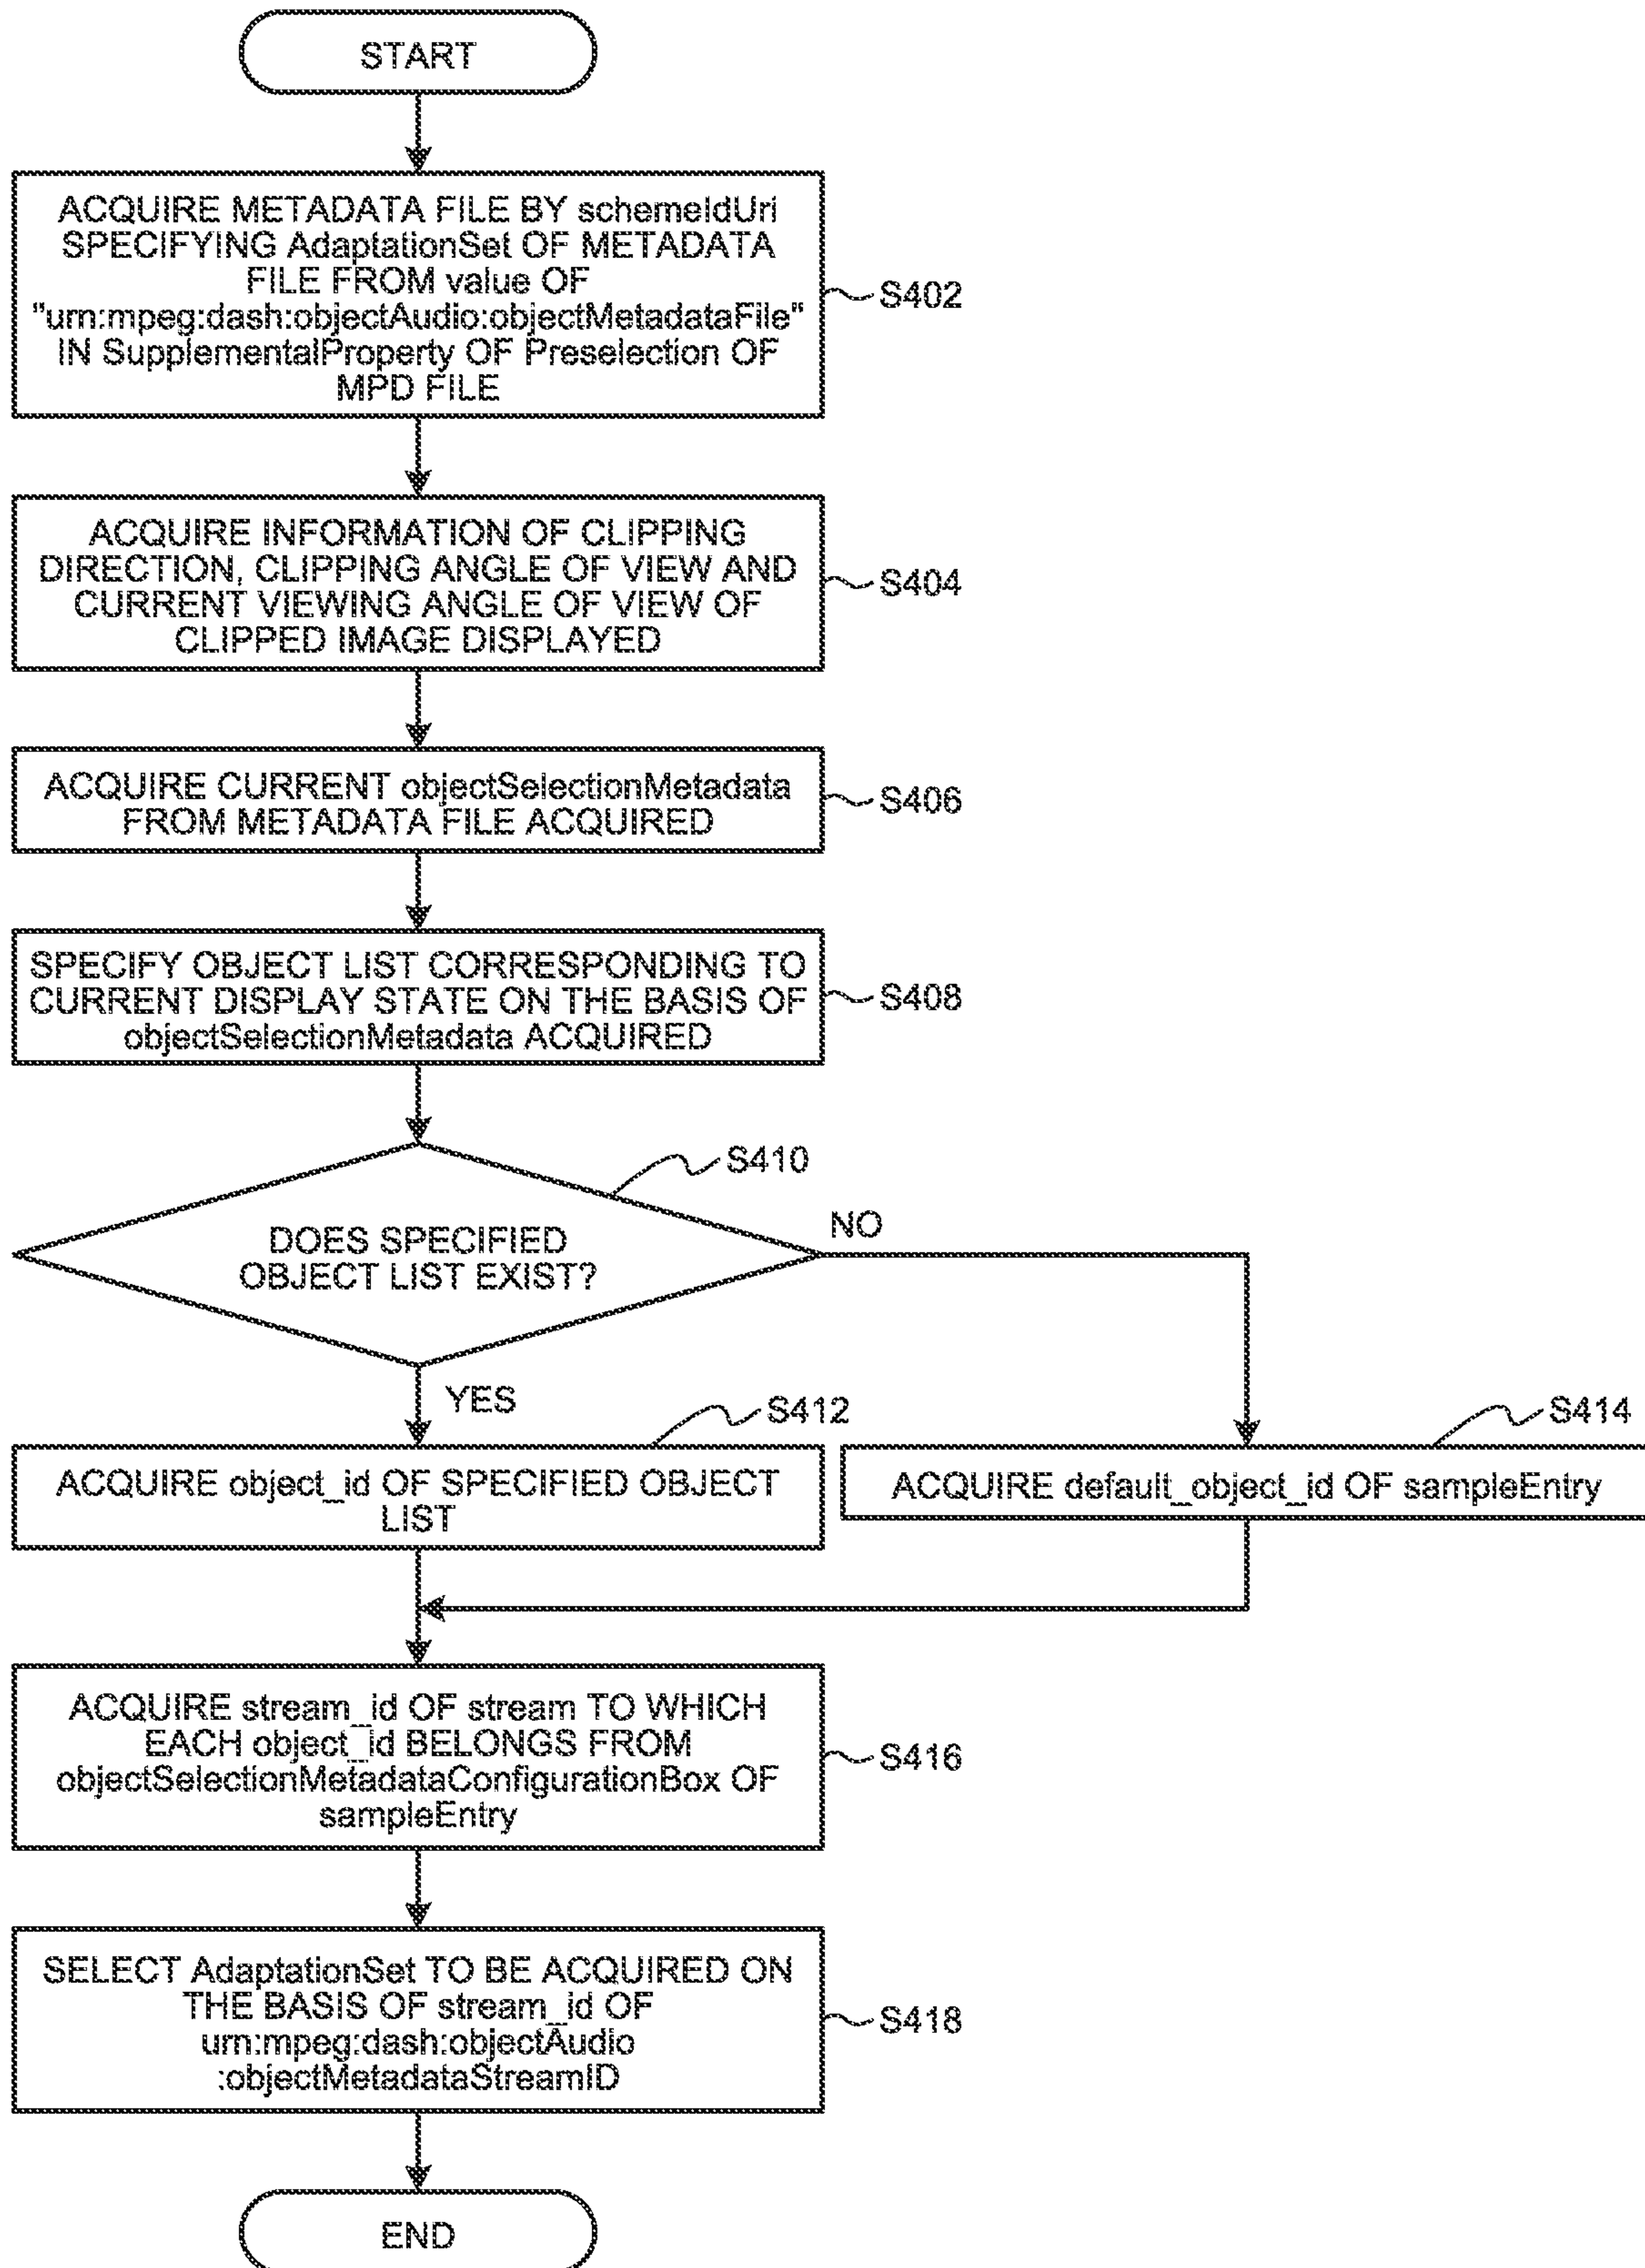 START
ACQUIRE METADATA FILE BY schemeIdUri
SPECIFYING AdaptationSet OF METADATA
FILE FROM value OF
"urn:mpeg:dash:objectAudio:objectMetadataFile"
IN SupplementalProperty OF Preselection OF
MPD FILE
S402
ACQUIRE INFORMATION OF CLIPPING
DIRECTION, CLIPPING ANGLE OF VIEW AND
CURRENT VIEWING ANGLE OF VIEW OF
CLIPPED IMAGE DISPLAYED
S404
ACQUIRE CURRENT objectSelectionMetadata
FROM METADATA FILE ACQUIRED
S406
SPECIFY OBJECT LIST CORRESPONDING TO
CURRENT DISPLAY STATE ON THE BASIS OF
objectSelectionMetadata ACQUIRED
S408
S410
DOES SPECIFIED
OBJECT LIST EXIST?
NO
YES
S412
ACQUIRE object_id OF SPECIFIED OBJECT
LIST
S414
ACQUIRE default_object_id OF sampleEntry
ACQUIRE stream_id OF stream TO WHICH
EACH object_id BELONGS FROM
objectSelectionMetadataConfigurationBox OF
sampleEntry
S416
SELECT AdaptationSet TO BE ACQUIRED ON
THE BASIS OF stream_id OF
urn:mpeg:dash:objectAudio
:objectMetadataStreamID
S418
END